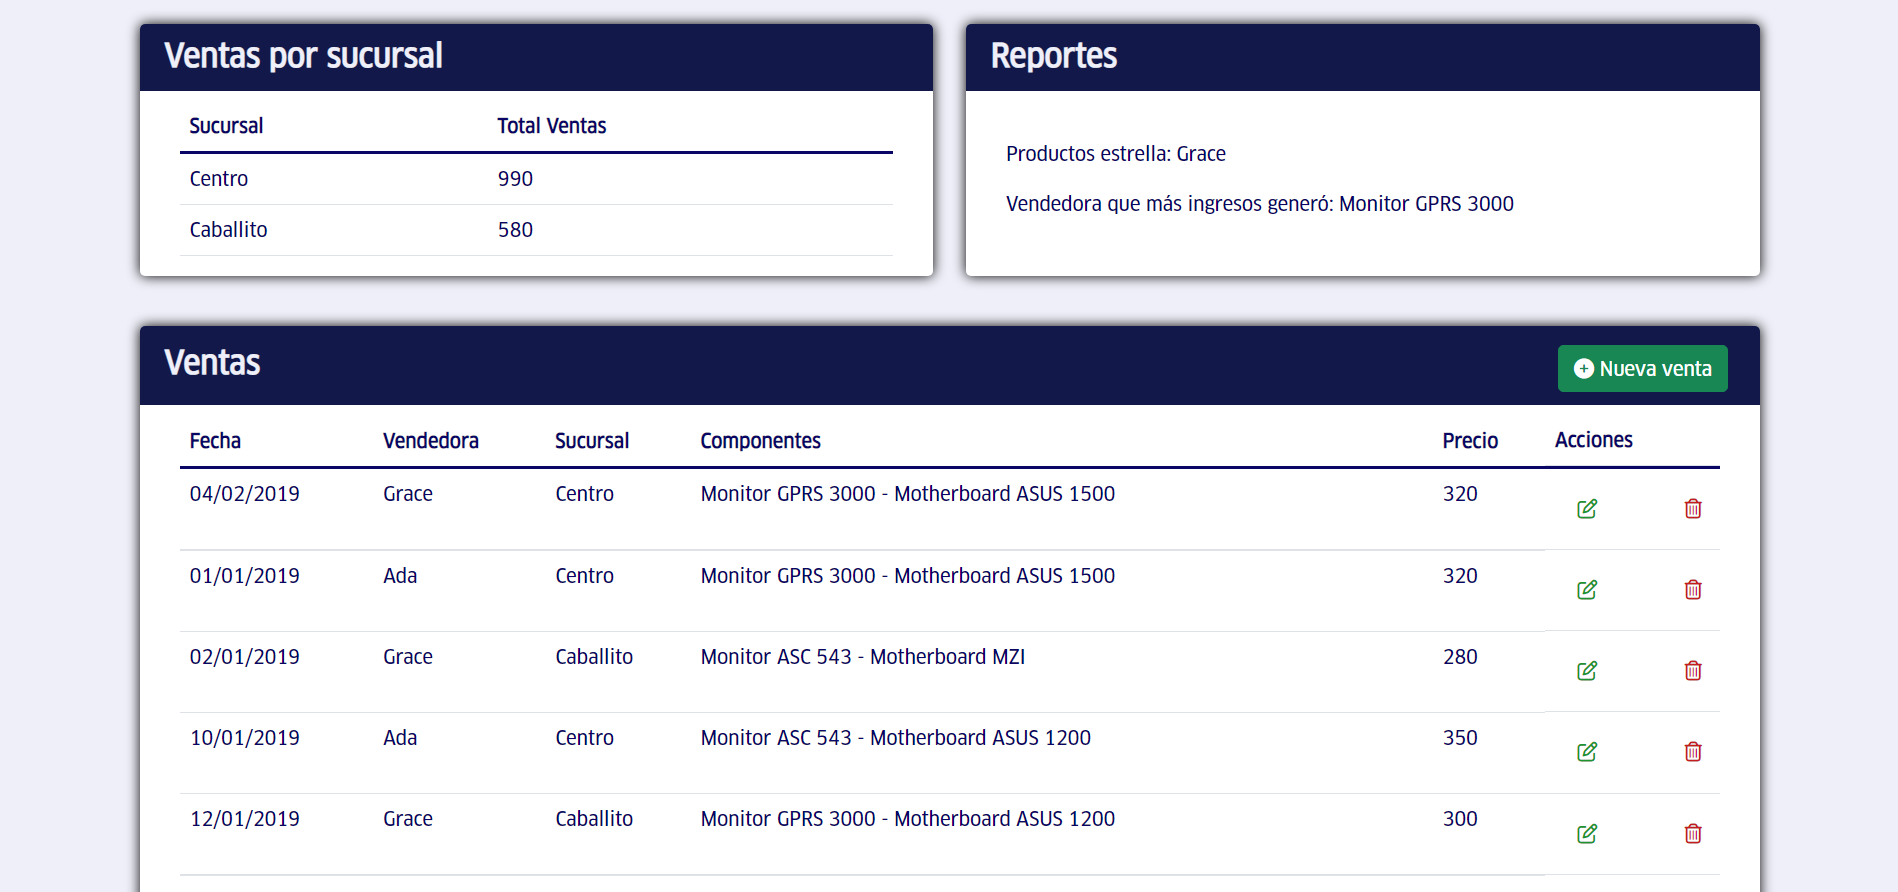 Ventas por sucursal
Sucursal Total Ventas
Centro 990
Caballito 580
Reportes
Productos estrella: Grace
Vendedora que más ingresos generó: Monitor GPRS 3000
Ventas
Nueva venta
Fecha Vendedora Sucursal Componentes Precio Acciones
04/02/2019 Grace Centro Monitor GPRS 3000 - Motherboard ASUS 1500 320
01/01/2019 Ada Centro Monitor GPRS 3000 - Motherboard ASUS 1500 320
02/01/2019 Grace Caballito Monitor ASC 543 - Motherboard MZI 280
10/01/2019 Ada Centro Monitor ASC 543 - Motherboard ASUS 1200 350
12/01/2019 Grace Caballito Monitor GPRS 3000 - Motherboard ASUS 1200 300